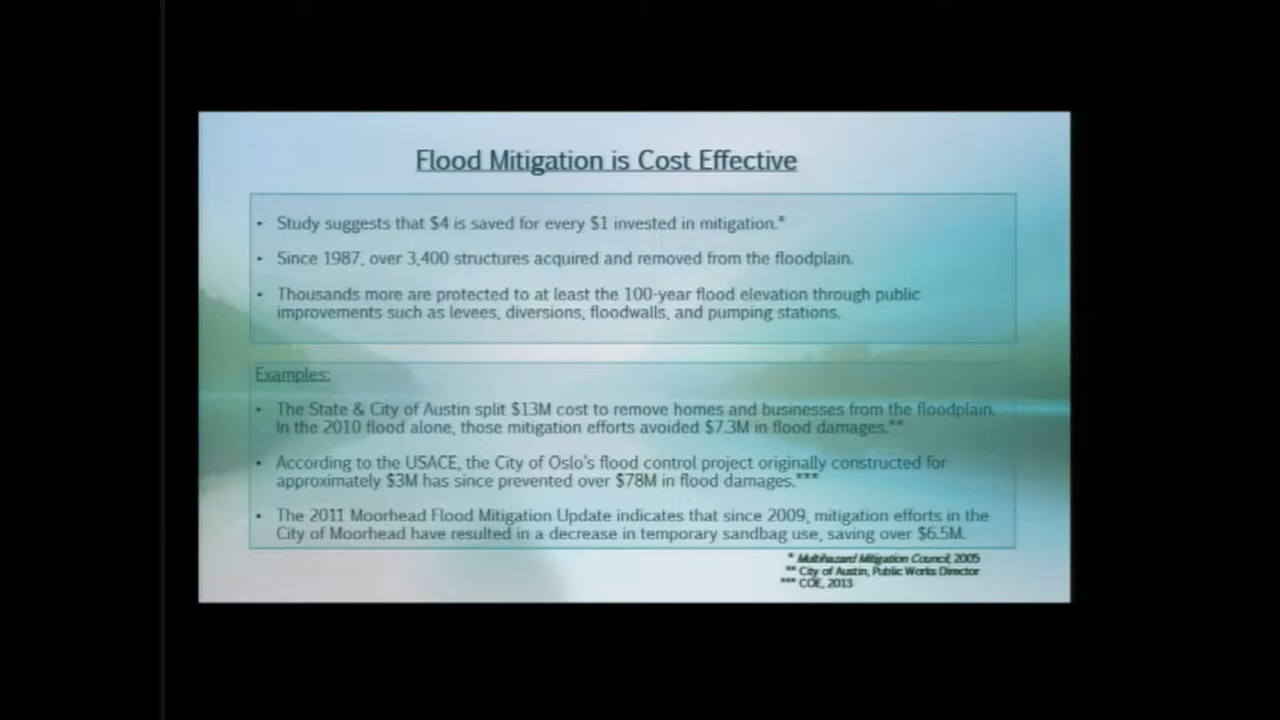 Flood Mitigation is Cost Effective
• Study suggests that $4 is saved for every $1 invested in mitigation.*
• Since 1987, over 3,400 structures acquired and removed from the floodplain.
• Thousands more are protected to at least the 100-year flood elevation through public
improvements such as levees, diversions, floodwalls, and pumping stations.
Examples:
• The State & City of Austin split $13M cost to remove homes and businesses from the floodplain.
In the 2010 flood alone, those mitigation efforts avoided $7.3M in flood damages.**
• According to the USACE, the City of Oslo's flood control project originally constructed for
approximately $3M has since prevented over $78M in flood damages.***
• The 2011 Moorhead Flood Mitigation Update indicates that since 2009, mitigation efforts in the
City of Moorhead have resulted in a decrease in temporary sandbag use, saving over $6.5M.
* Multihazard Mitigation Council, 2005
** City of Austin, Public Works Director
*** COE, 2013